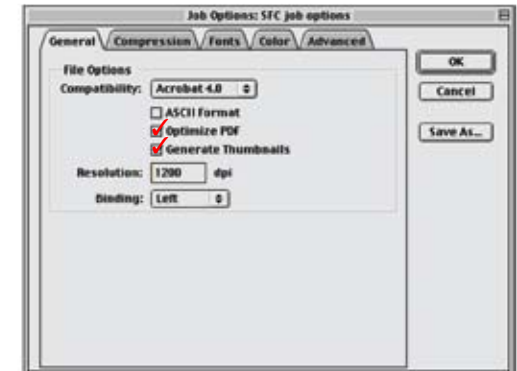 Job Options: SFC job options
General Compression Fonts Color Advanced
OK
File Options
Compatibility: Acrobat 4.0
Cancel
ASCII Format
Optimize PDF
Save As...
Generate Thumbnails
Resolution: 1200 dpi
Binding: Left